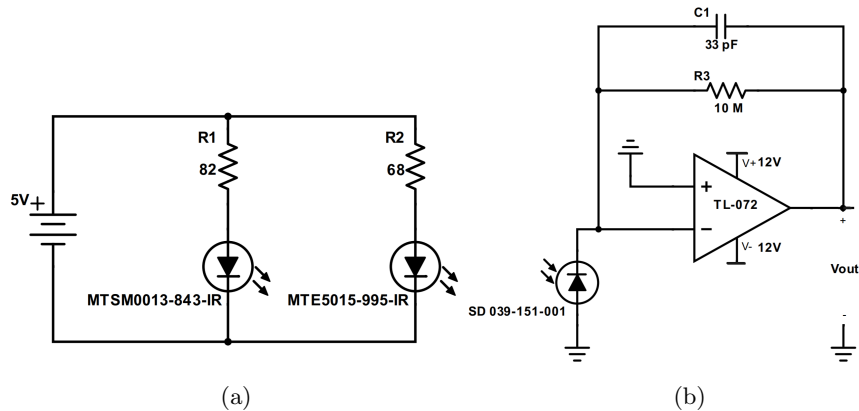 R1
82
R2
68
5V
+
MTSM0013-843-IR
MTE5015-995-IR
(a)
C1
33 pF
R3
10 M
V+ 12V
+
TL-072
-
V- 12V
+
Vout
-
SD 039-151-001
(b)